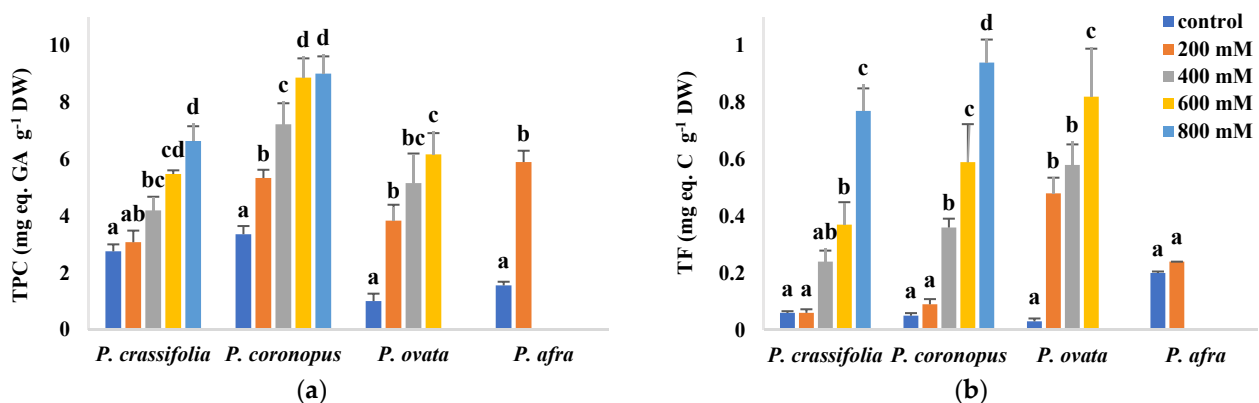 TPC (mg eq. GA g-1 DW)
10
8
6
4
2
0
a
ab
bc
cd
d
a
b
c
d
d
a
b
bc
c
a
b
P. crassifolia
P. coronopus
P. ovata
P. afra
(a)
TF (mg eq. C g-1 DW)
1
0.8
0.6
0.4
0.2
0
a
a
ab
b
c
a
a
b
c
d
a
b
b
c
a
a
P. crassifolia
P. coronopus
P. ovata
P. afra
(b)
control
200 mM
400 mM
600 mM
800 mM